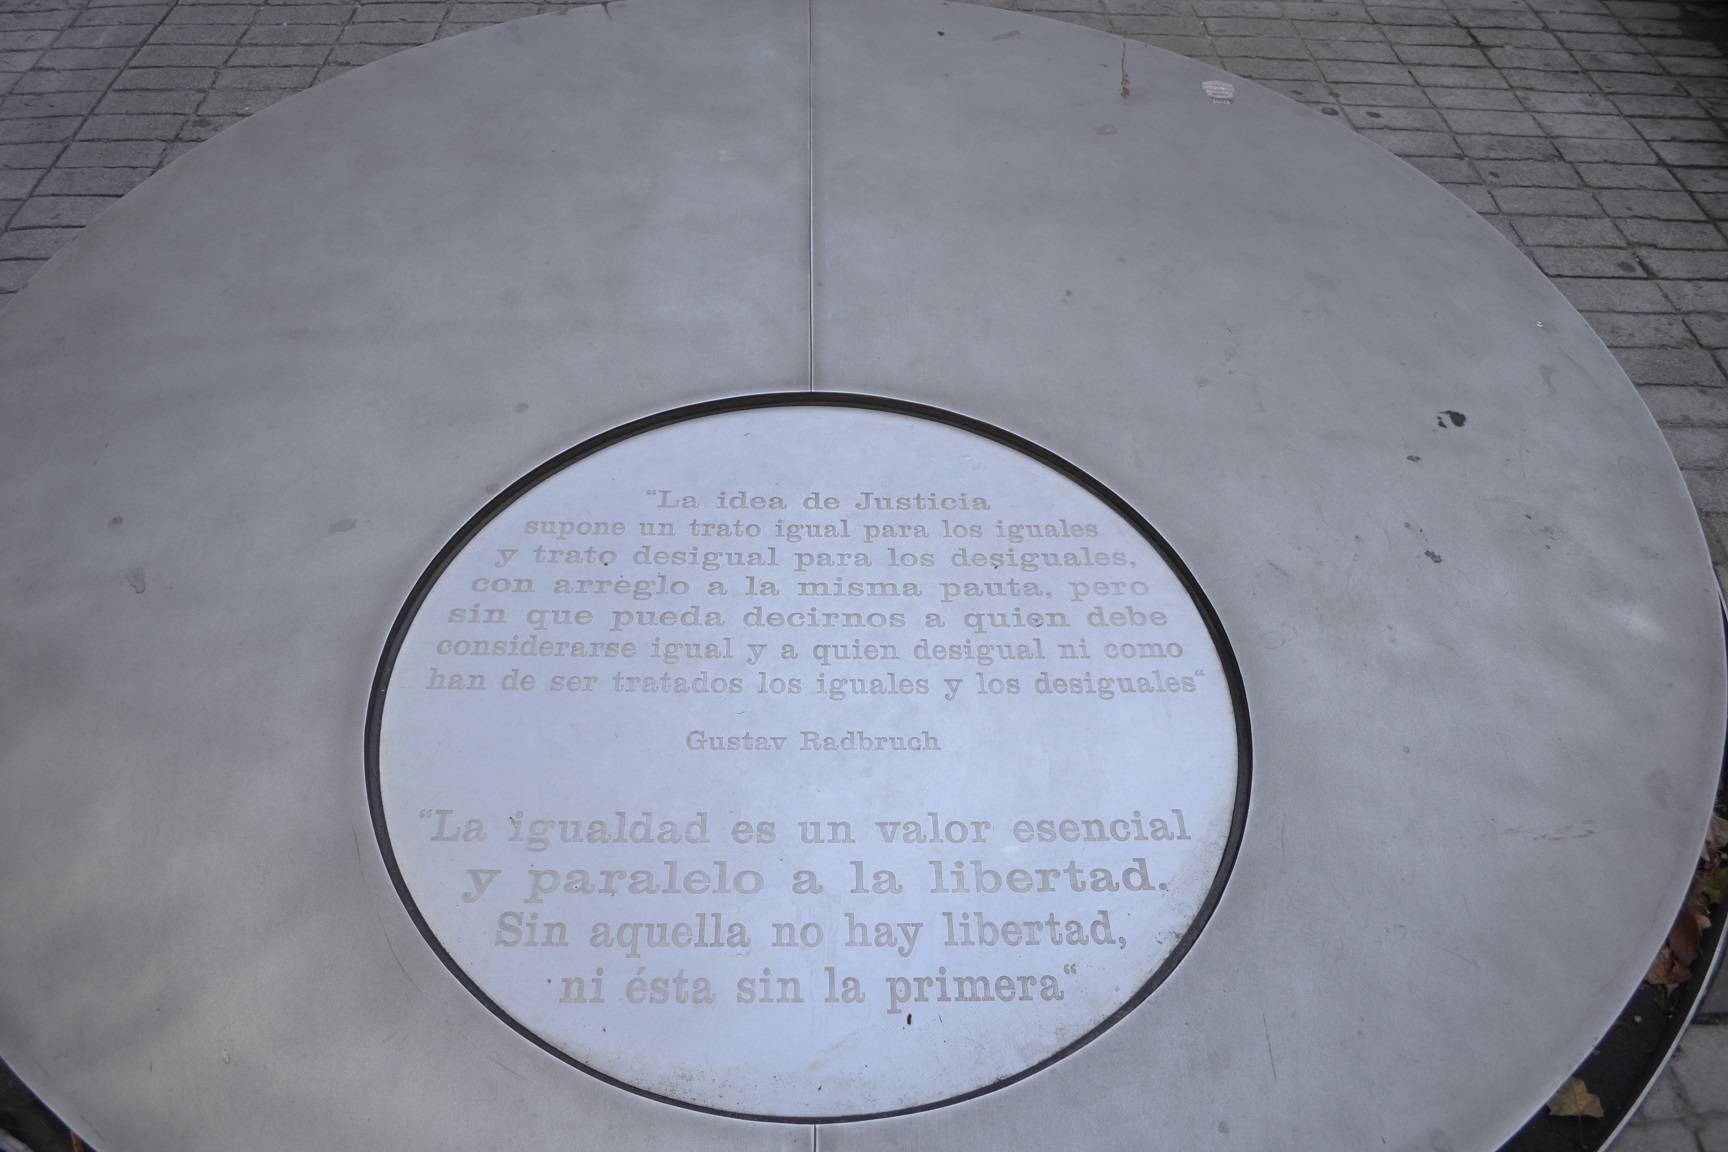 “La idea de Justicia
supone un trato igual para los iguales
y trato desigual para los desiguales,
con arreglo a la misma pauta, pero
sin que pueda decirnos a quien debe
considerarse igual y a quien desigual ni como
han de ser tratados los iguales y los desiguales“
Gustav Radbruch
“La igualdad es un valor esencial
y paralelo a la libertad.
Sin aquella no hay libertad,
ni ésta sin la primera“